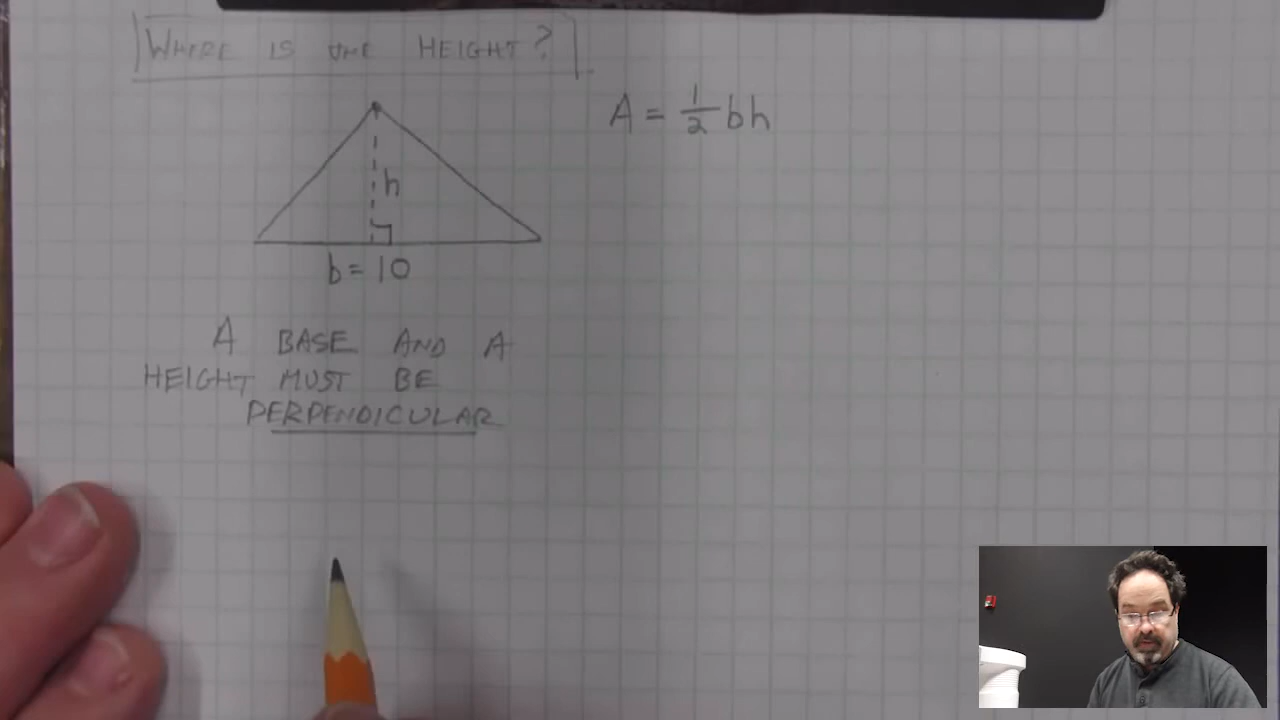 WHERE IS THE HEIGHT?
A = 1/2 bh
h
b = 10
A BASE AND A
HEIGHT MUST BE
PERPENDICULAR